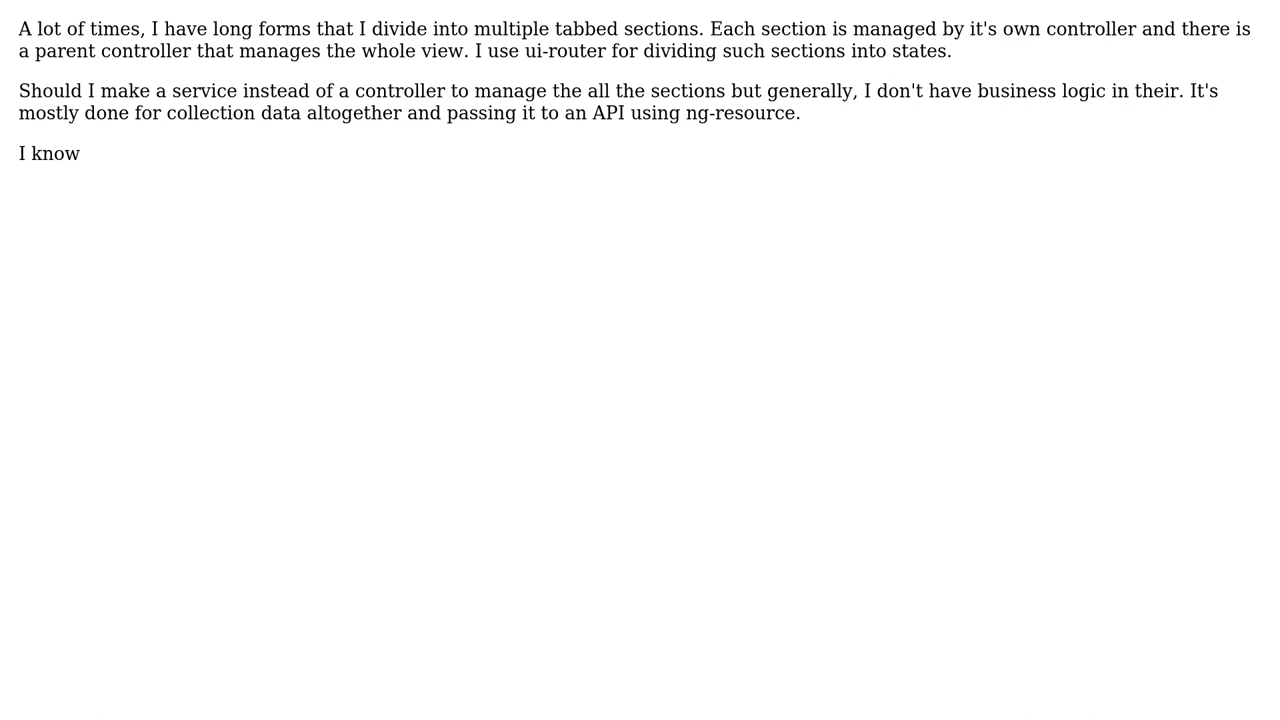 A lot of times, I have long forms that I divide into multiple tabbed sections. Each section is managed by it's own controller and there is
a parent controller that manages the whole view. I use ui-router for dividing such sections into states.
Should I make a service instead of a controller to manage the all the sections but generally, I don't have business logic in their. It's
mostly done for collection data altogether and passing it to an API using ng-resource.
I know